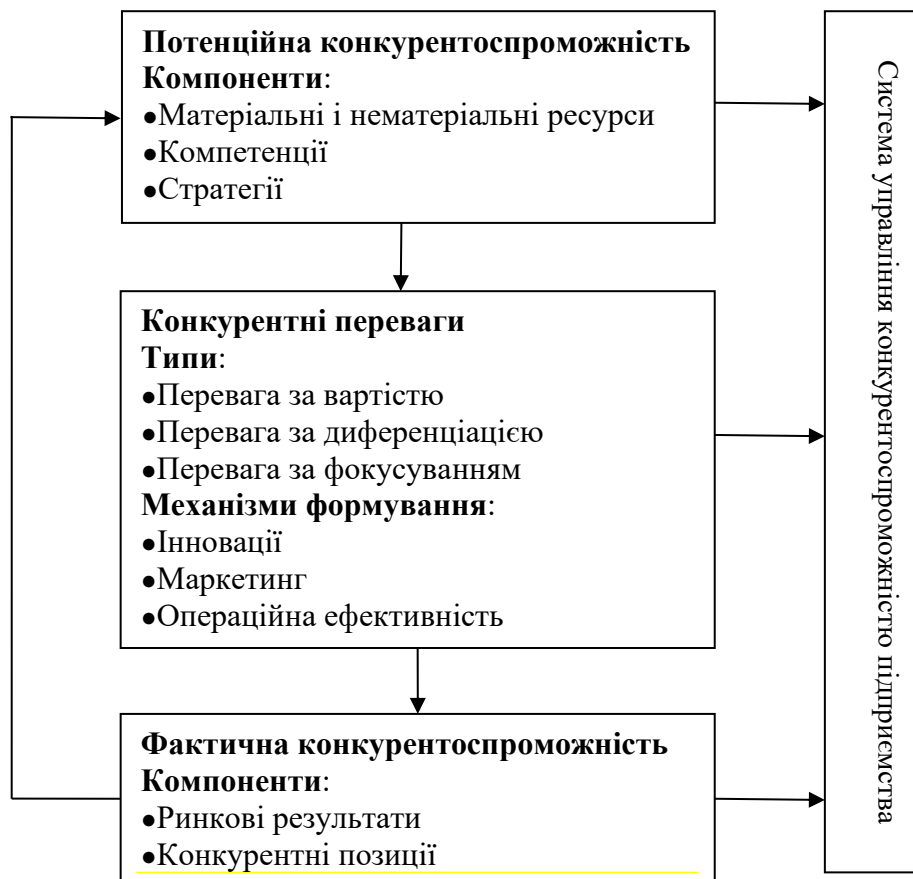 Потенційна конкурентоспроможність
Компоненти:
●Матеріальні і нематеріальні ресурси
●Компетенції
●Стратегії
Конкурентні переваги
Типи:
●Перевага за вартістю
●Перевага за диференціацією
●Перевага за фокусуванням
Механізми формування:
●Інновації
●Маркетинг
●Операційна ефективність
Фактична конкурентоспроможність
Компоненти:
●Ринкові результати
●Конкурентні позиції
Система управління конкурентоспроможністю підприємства